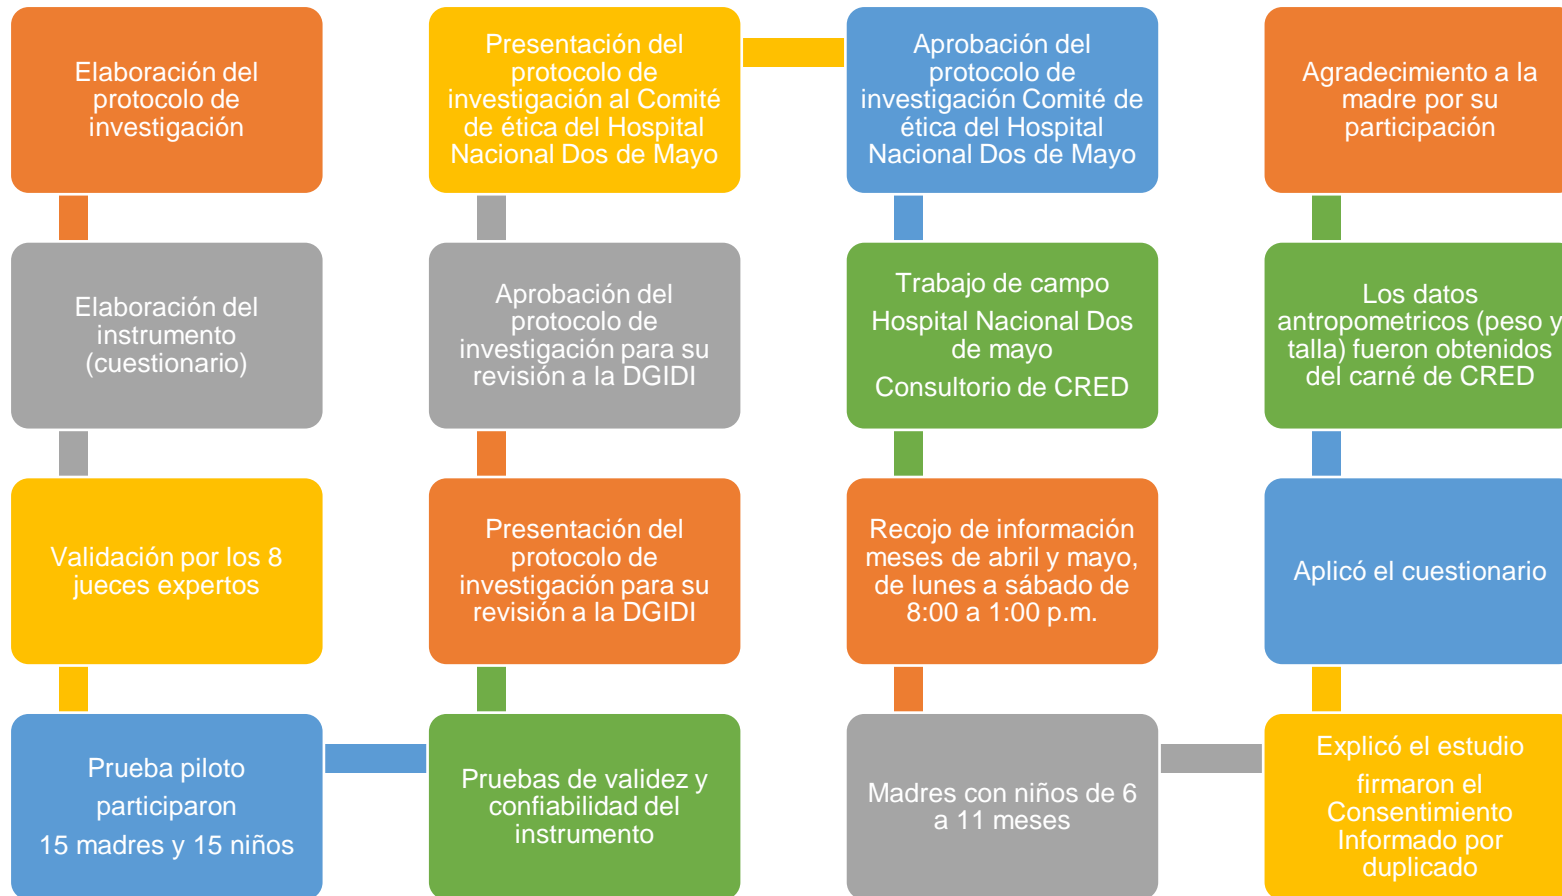 Elaboración del
protocolo de
investigación
Elaboración del
instrumento
(cuestionario)
Validación por los 8
jueces expertos
Prueba piloto
participaron
15 madres y 15 niños
Pruebas de validez y
confiabilidad del
instrumento
Presentación del
protocolo de
investigación para su
revisión a la DGIDI
Aprobación del
protocolo de
investigación para su
revisión a la DGIDI
Presentación del
protocolo de
investigación al Comité
de ética del Hospital
Nacional Dos de Mayo
Aprobación del
protocolo de
investigación Comité de
ética del Hospital
Nacional Dos de Mayo
Trabajo de campo
Hospital Nacional Dos
de mayo
Consultorio de CRED
Recojo de información
meses de abril y mayo,
de lunes a sábado de
8:00 a 1:00 p.m.
Madres con niños de 6
a 11 meses
Explicó el estudio
firmaron el
Consentimiento
Informado por
duplicado
Aplicó el cuestionario
Los datos
antropometricos (peso y
talla) fueron obtenidos
del carné de CRED
Agradecimiento a la
madre por su
participación